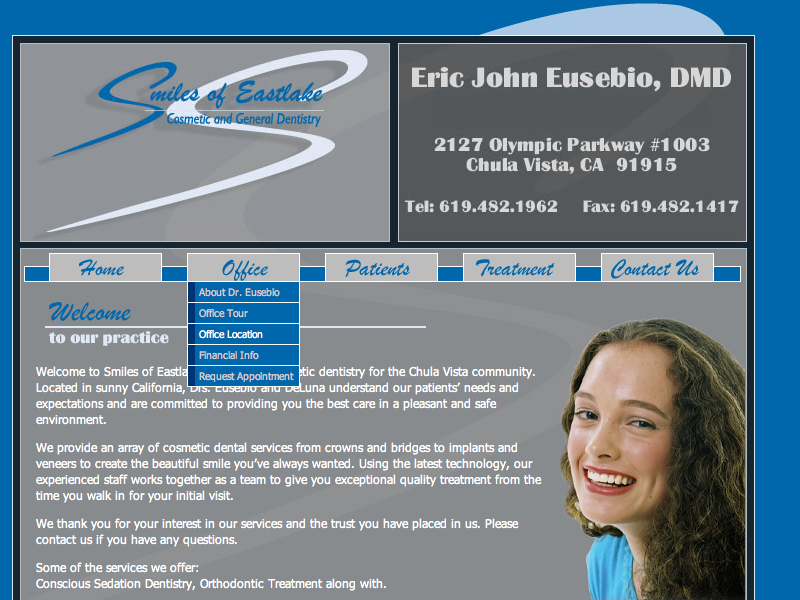 Smiles of Eastlake
Cosmetic and General Dentistry
Eric John Eusebio, DMD
2127 Olympic Parkway #1003
Chula Vista, CA 91915
Tel: 619.482.1962 Fax: 619.482.1417
Home Office Patients Treatment Contact Us
About Dr. Eusebio
Office Tour
Office Location
Financial Info
Request Appointment
Welcome
to our practice
Welcome to Smiles of Eastla etic dentistry for the Chula Vista community.
Located in sunny California, Drs. Eusebio and DeLuna understand our patients' needs and
expectations and are committed to providing you the best care in a pleasant and safe
environment.
We provide an array of cosmetic dental services from crowns and bridges to implants and
veneers to create the beautiful smile you've always wanted. Using the latest technology, our
experienced staff works together as a team to give you exceptional quality treatment from the
time you walk in for your initial visit.
We thank you for your interest in our services and the trust you have placed in us. Please
contact us if you have any questions.
Some of the services we offer:
Conscious Sedation Dentistry, Orthodontic Treatment along with.